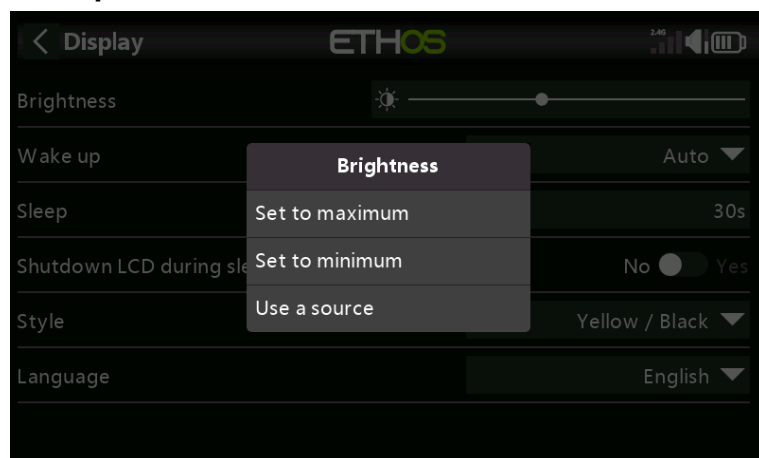 Display
ETHOS
2.4G
Brightness
Wake up
Auto
Brightness
Set to maximum
Sleep
30s
Set to minimum
Shutdown LCD during sle
No
Yes
Use a source
Style
Yellow / Black
Language
English